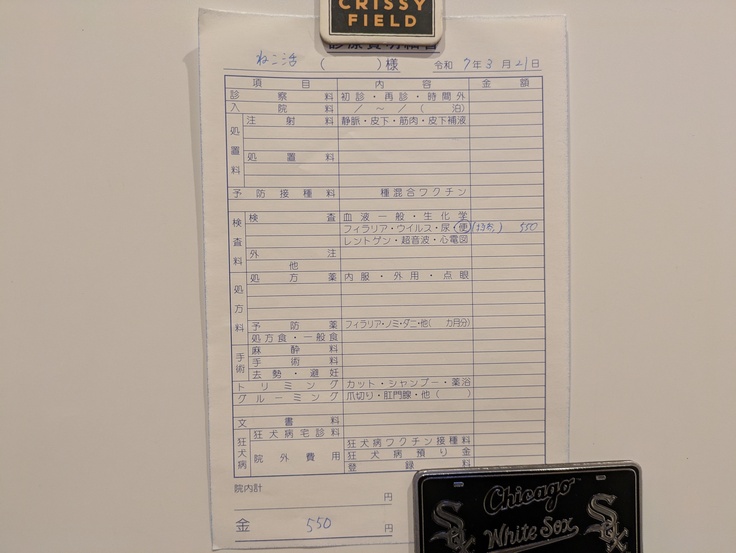 CRISSY
FIELD
診療費明細書
ねこ活 ( )様 令和 7年3月21日
項目 内容 金額
診察料 初診・再診・時間外
入院料 / ～ / ( 泊)
処置料
注射料 静脈・皮下・筋肉・皮下補液
処置料
予防接種料 種混合ワクチン
検査料
検査 血液一般・生化学
フィラリア・ウイルス・尿・便( ) 550
レントゲン・超音波・心電図
外注
他
処方料
処方薬 内服・外用・点眼
予防薬 フィラリア・ノミ・ダニ・他( カ月分)
処方食・一般食
手術
麻酔料
手術料
去勢・避妊
トリミング カット・シャンプー・薬浴
グルーミング 爪切り・肛門腺・他( )
文書料
狂犬病
狂犬病宅診料
院外費用 狂犬病ワクチン接種料
狂犬病預り金
登録料
院内計 円
金 550 円
Chicago
White Sox
Sox
Sox